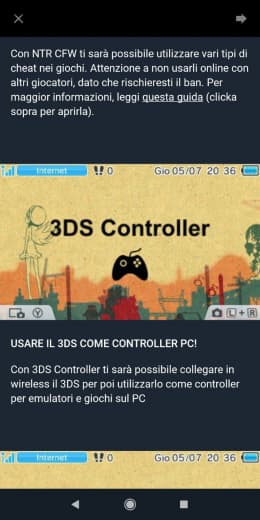 Con NTR CFW ti sarà possibile utilizzare vari tipi di
cheat nei giochi. Attenzione a non usarli online con
altri giocatori, dato che rischieresti il ban. Per
maggior informazioni, leggi questa guida (clicka
sopra per aprirla).
Internet 0 Gio 05/07 20 36
3DS Controller
Y L + R
USARE IL 3DS COME CONTROLLER PC!
Con 3DS Controller ti sarà possibile collegare in
wireless il 3DS per poi utilizzarlo come controller
per emulatori e giochi sul PC
Internet 0 Gio 05/07 20 36